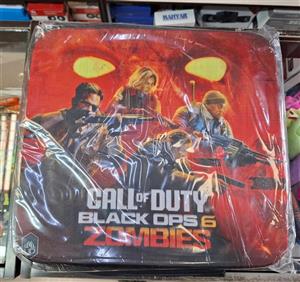 CALL OF DUTY
BLACK OPS 6
ZOMBIES